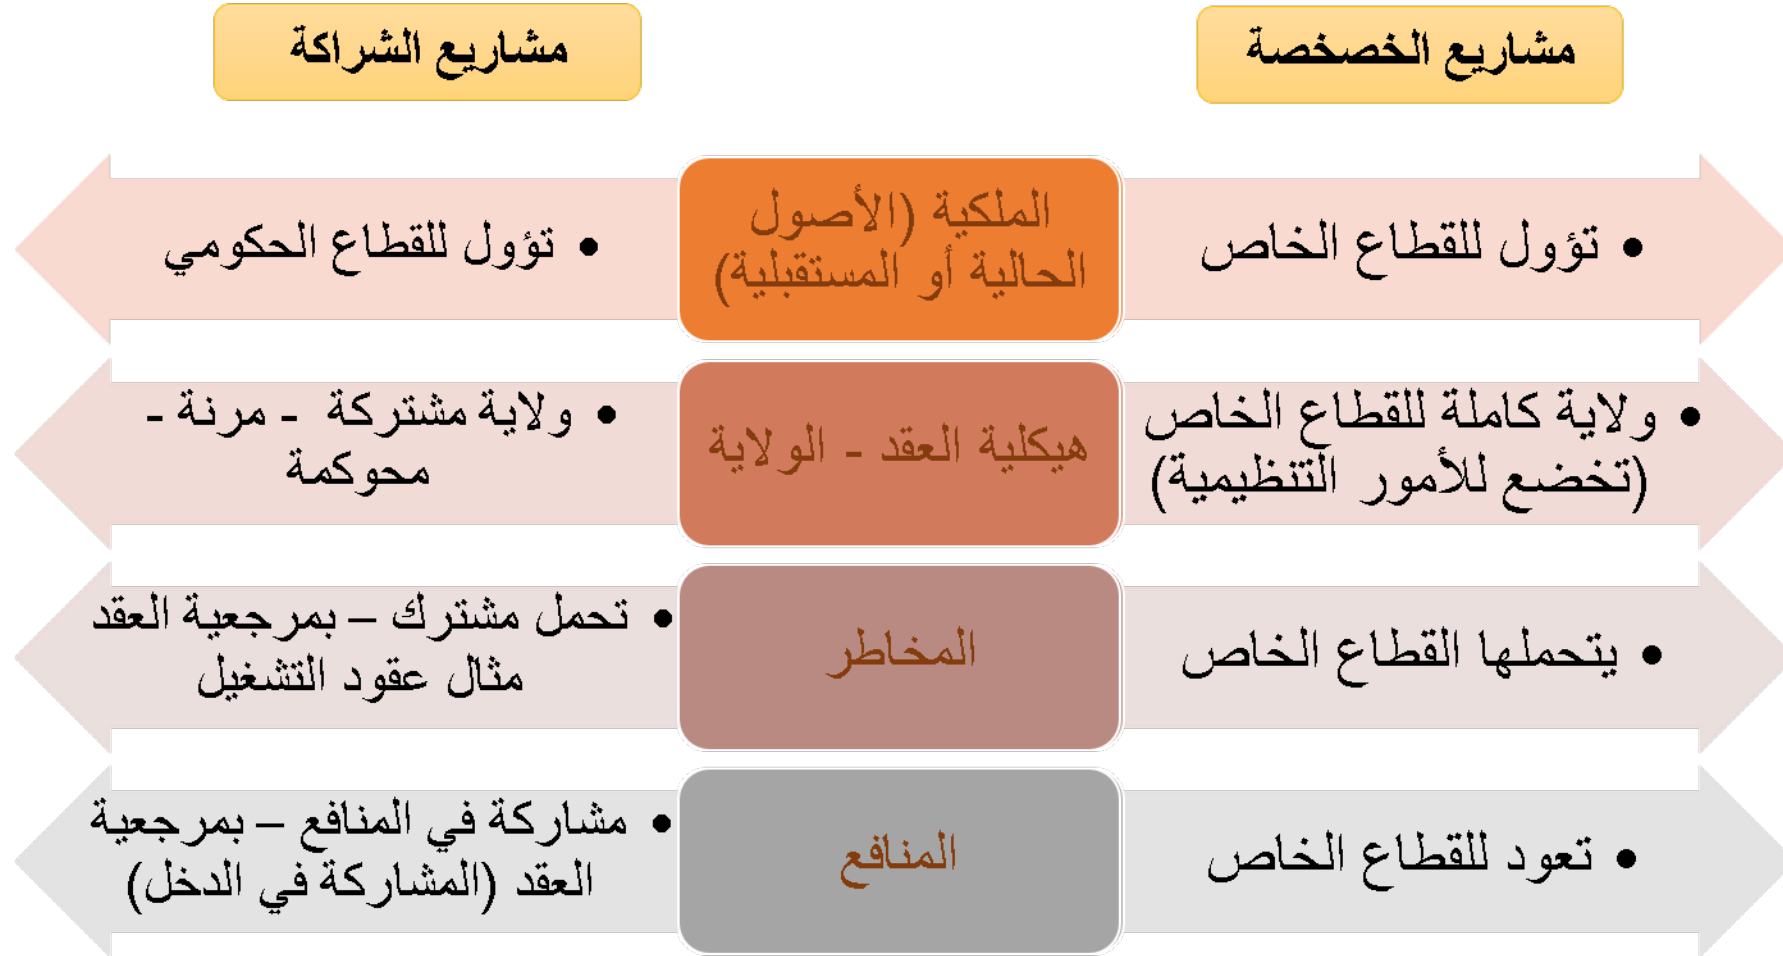 مشاريع الخصخصة
مشاريع الشراكة
• تؤول للقطاع الخاص
الملكية (الأصول
الحالية أو المستقبلية)
• تؤول للقطاع الحكومي
• ولاية كاملة للقطاع الخاص
(تخضع للأمور التنظيمية)
هيكلية العقد - الولاية
• ولاية مشتركة - مرنة -
محوكمة
• يتحملها القطاع الخاص
المخاطر
• تحمل مشترك – بمرجعية العقد
مثال عقود التشغيل
• تعود للقطاع الخاص
المنافع
• مشاركة في المنافع – بمرجعية
العقد (المشاركة في الدخل)